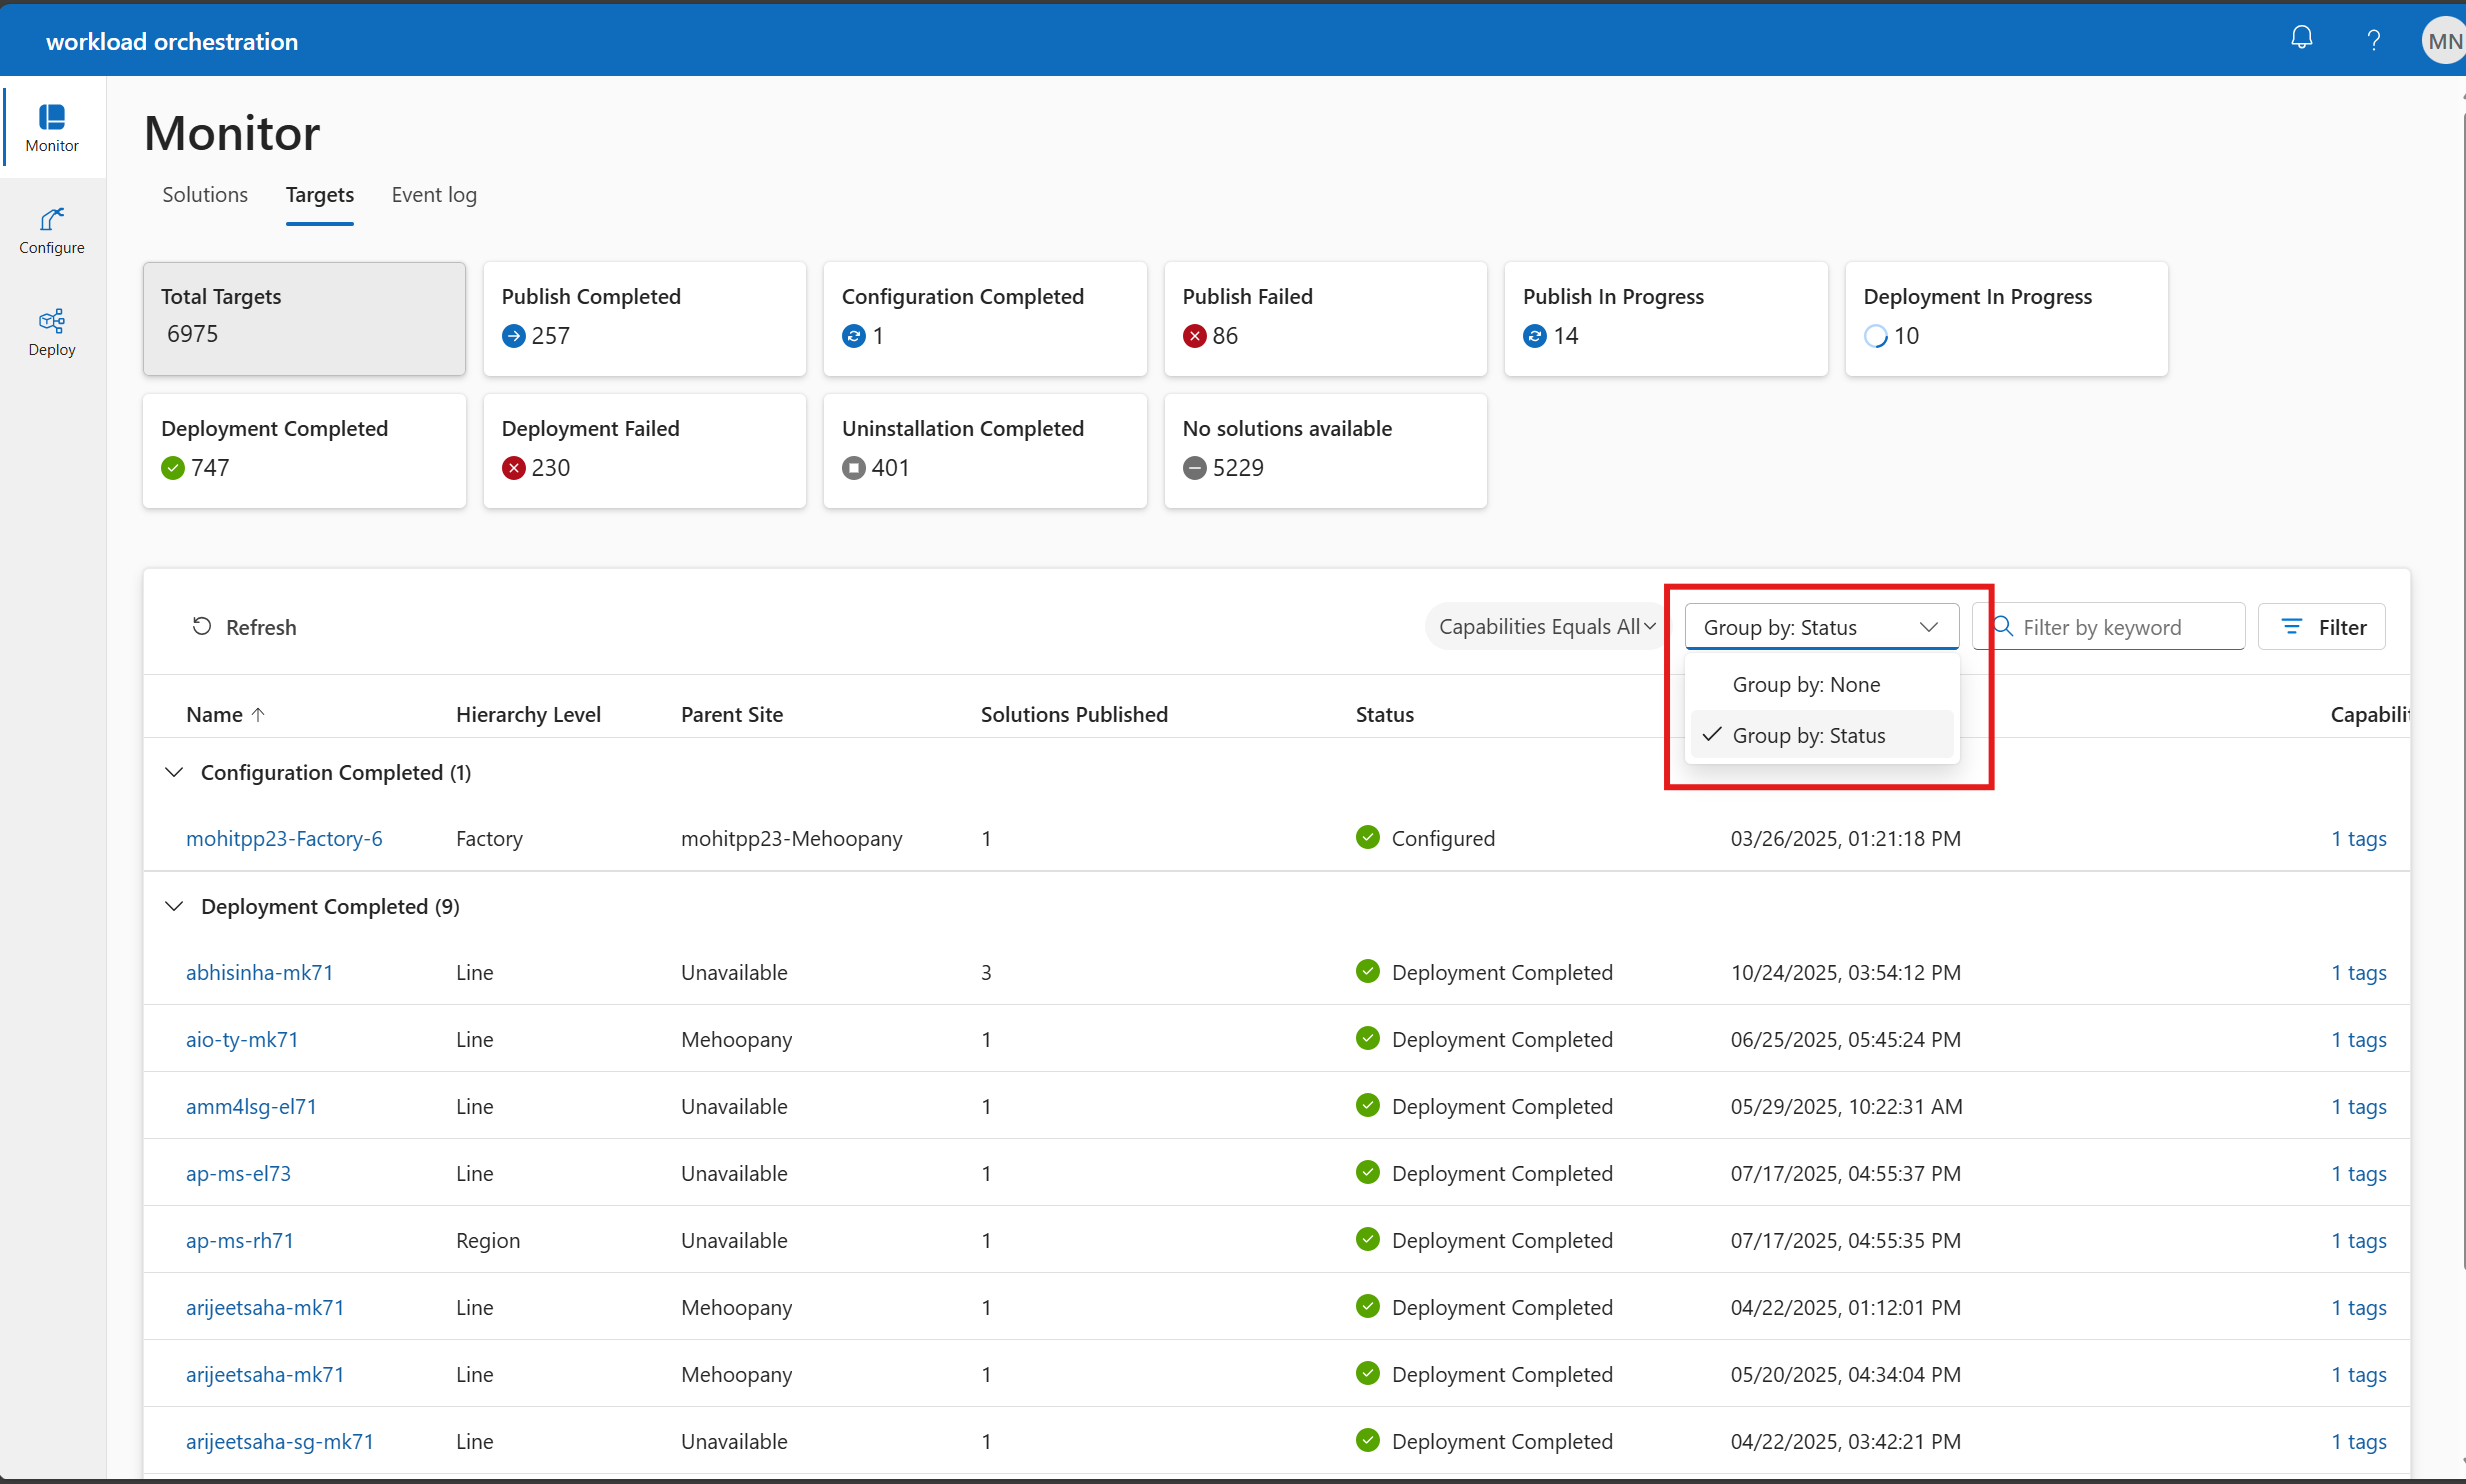 workload orchestration
?
MN
Monitor
Configure
Deploy
Monitor
Solutions Targets Event log
Total Targets
6975
Publish Completed
257
Configuration Completed
1
Publish Failed
86
Publish In Progress
14
Deployment In Progress
10
Deployment Completed
747
Deployment Failed
230
Uninstallation Completed
401
No solutions available
5229
Refresh
Capabilities Equals All
Group by: Status
Filter by keyword
Filter
Group by: None
Group by: Status
Name Hierarchy Level Parent Site Solutions Published Status Capabilit
Configuration Completed (1)
mohitpp23-Factory-6 Factory mohitpp23-Mehoopany 1 Configured 03/26/2025, 01:21:18 PM 1 tags
Deployment Completed (9)
abhisinha-mk71 Line Unavailable 3 Deployment Completed 10/24/2025, 03:54:12 PM 1 tags
aio-ty-mk71 Line Mehoopany 1 Deployment Completed 06/25/2025, 05:45:24 PM 1 tags
amm4lsg-el71 Line Unavailable 1 Deployment Completed 05/29/2025, 10:22:31 AM 1 tags
ap-ms-el73 Line Unavailable 1 Deployment Completed 07/17/2025, 04:55:37 PM 1 tags
ap-ms-rh71 Region Unavailable 1 Deployment Completed 07/17/2025, 04:55:35 PM 1 tags
arijeetsaha-mk71 Line Mehoopany 1 Deployment Completed 04/22/2025, 01:12:01 PM 1 tags
arijeetsaha-mk71 Line Mehoopany 1 Deployment Completed 05/20/2025, 04:34:04 PM 1 tags
arijeetsaha-sg-mk71 Line Unavailable 1 Deployment Completed 04/22/2025, 03:42:21 PM 1 tags